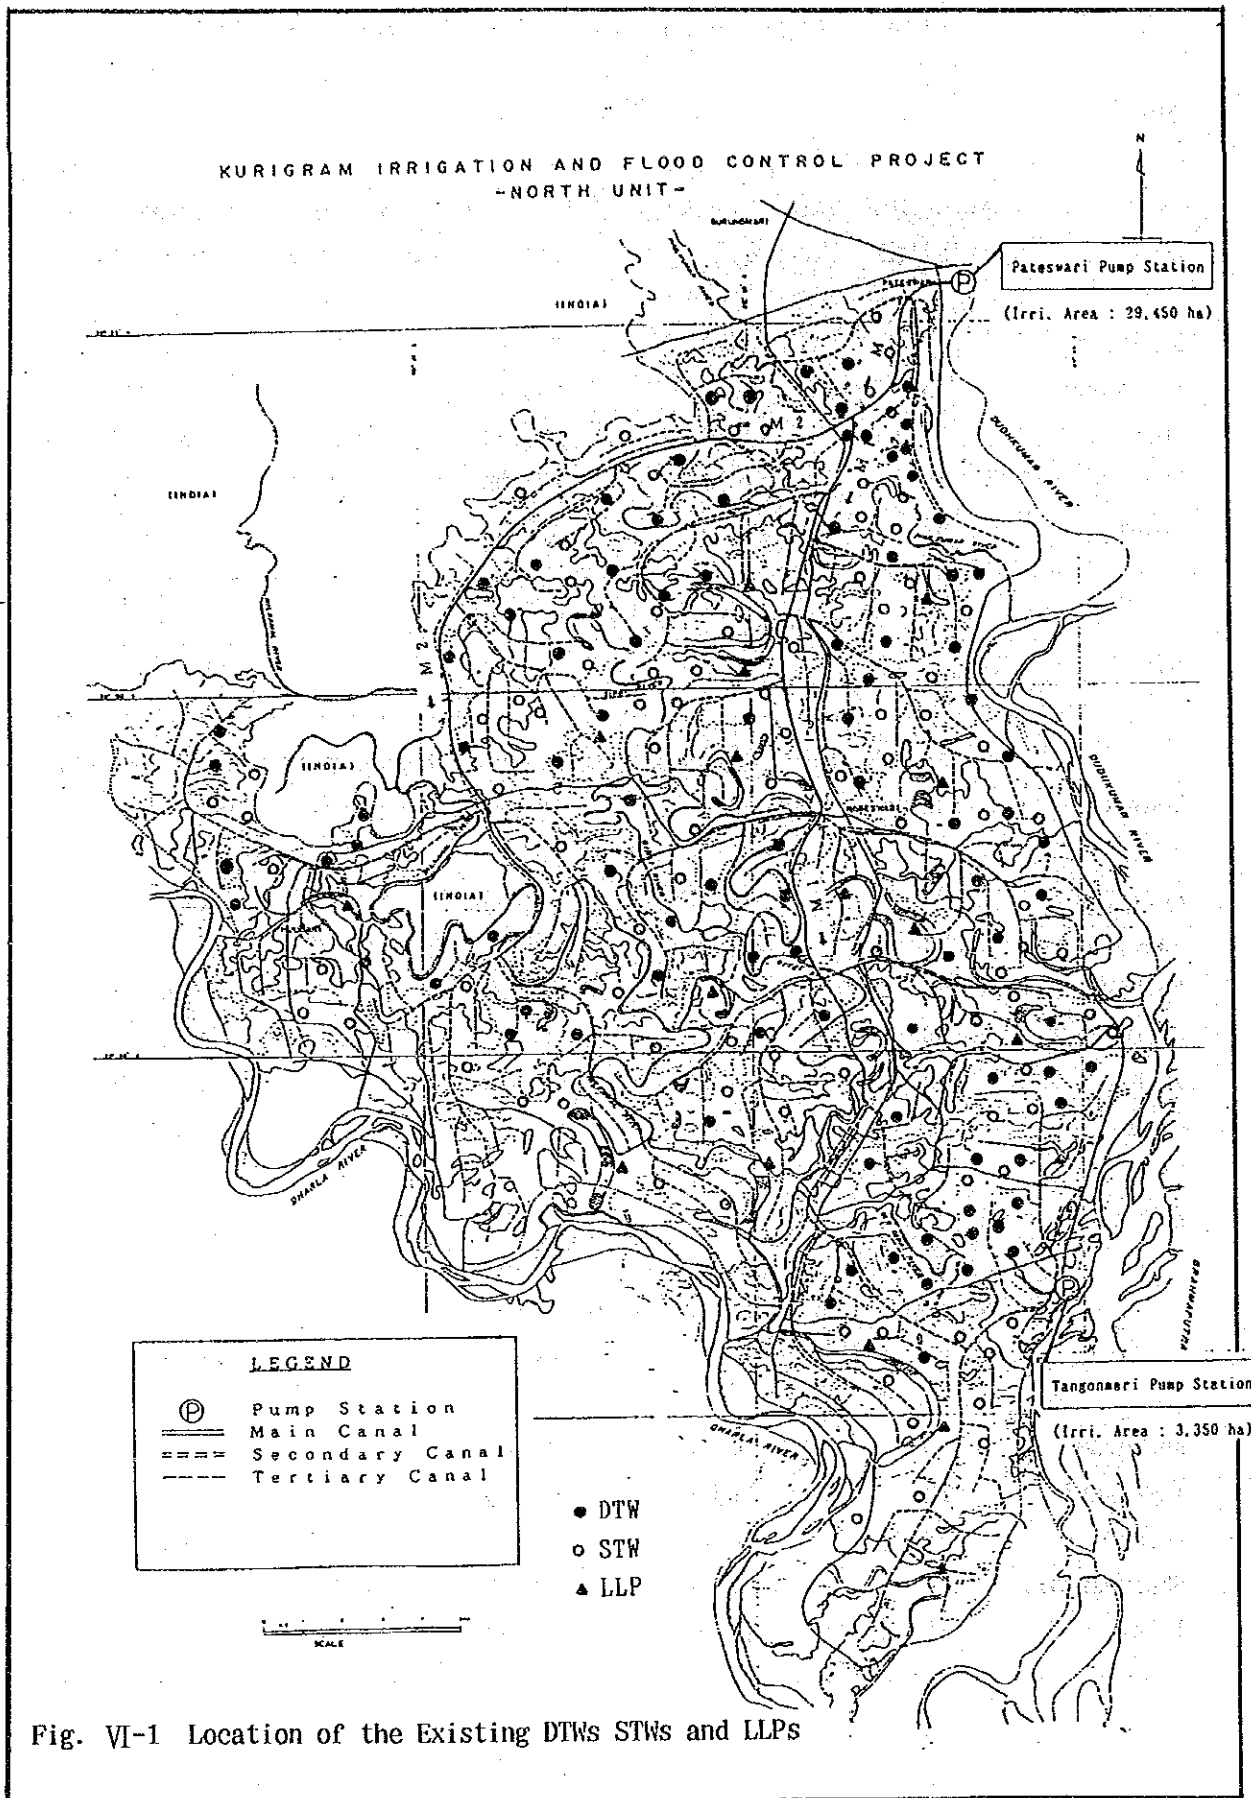 KURIGRAM IRRIGATION AND FLOOD CONTROL PROJECT
-NORTH UNIT-
N
Pateswari Pump Station
(Irri. Area : 29,450 ha)
P
(INDIA)
M 2
M
DUDHKUMAR RIVER
(INDIA)
M 2
(INDIA)
DUDHKUMAR RIVER
(INDIA)
M 1
DHARLA RIVER
BRAHMAPUTRA
P
Tangonmari Pump Station
(Irri. Area : 3,350 ha)
DHARLA RIVER
LEGEND
P Pump Station
Main Canal
Secondary Canal
Tertiary Canal
DTW
STW
LLP
SCALE
Fig. VI-1 Location of the Existing DTWs STWs and LLPs